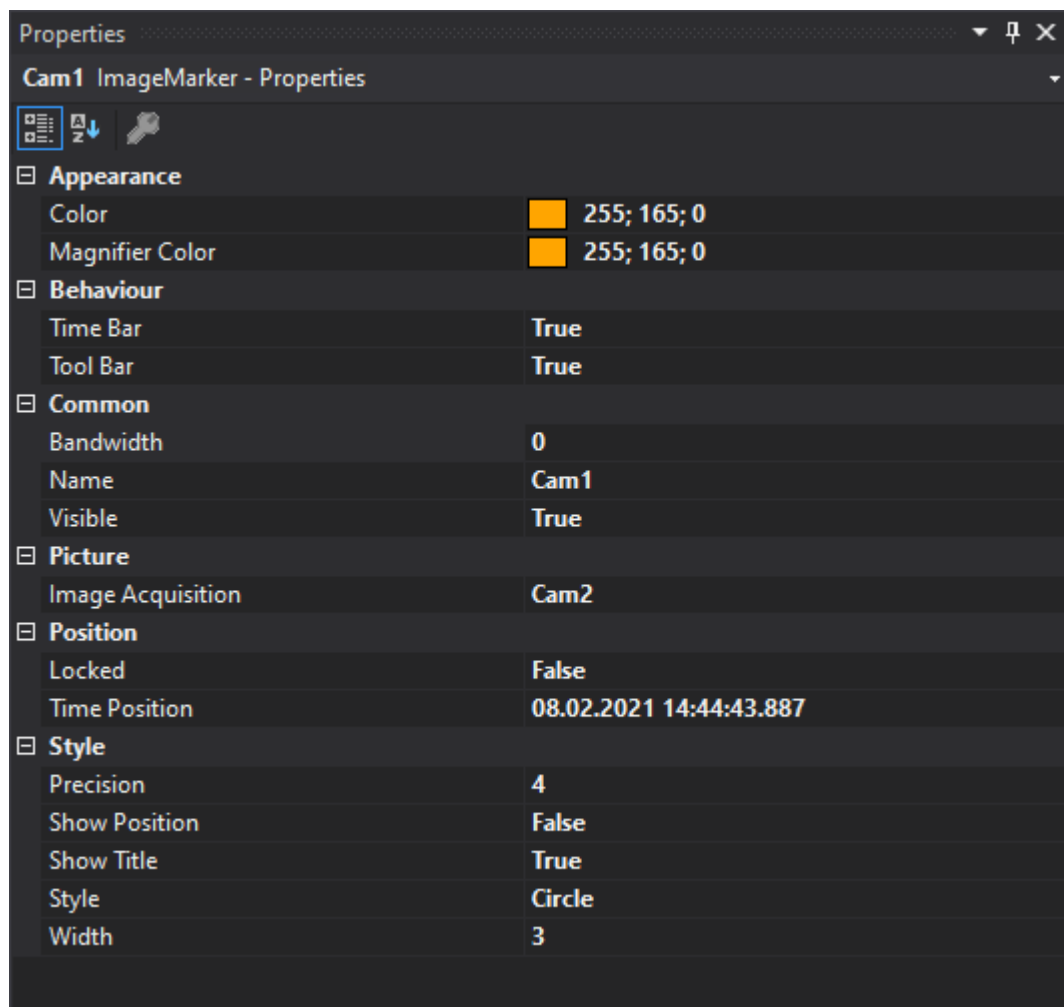 Properties
Cam1 ImageMarker - Properties
Appearance
Color 255; 165; 0
Magnifier Color 255; 165; 0
Behaviour
Time Bar True
Tool Bar True
Common
Bandwidth 0
Name Cam1
Visible True
Picture
Image Acquisition Cam2
Position
Locked False
Time Position 08.02.2021 14:44:43.887
Style
Precision 4
Show Position False
Show Title True
Style Circle
Width 3